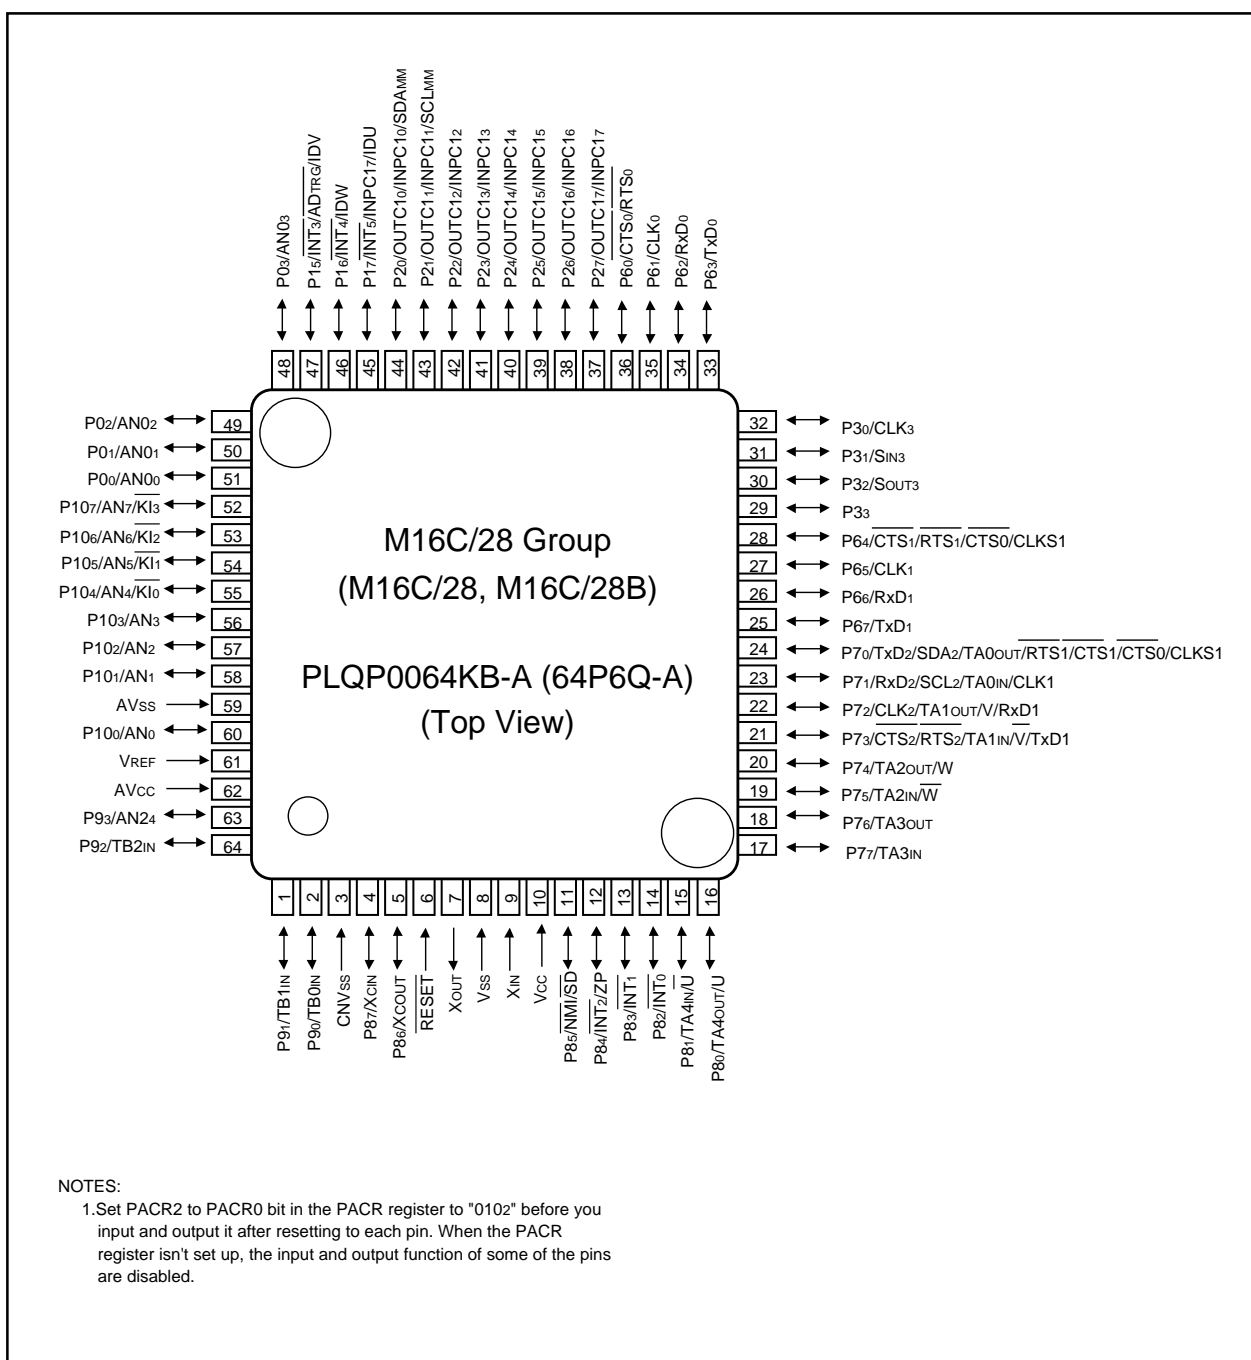 P03/AN03
P15/INT3/ADTRG/IDV
P16/INT4/IDW
P17/INT5/INPC17/IDU
P20/OUTC10/INPC10/SDAMM
P21/OUTC11/INPC11/SCLMM
P22/OUTC12/INPC12
P23/OUTC13/INPC13
P24/OUTC14/INPC14
P25/OUTC15/INPC15
P26/OUTC16/INPC16
P27/OUTC17/INPC17
P60/CTS0/RTS0
P61/CLK0
P62/RxD0
P63/TxD0
48 47 46 45 44 43 42 41 40 39 38 37 36 35 34 33
P02/AN02 49
P01/AN01 50
P00/AN00 51
P107/AN7/KI3 52
P106/AN6/KI2 53
P105/AN5/KI1 54
P104/AN4/KI0 55
P103/AN3 56
P102/AN2 57
P101/AN1 58
AVSS 59
P100/AN0 60
VREF 61
AVCC 62
P93/AN24 63
P92/TB2IN 64
M16C/28 Group
(M16C/28, M16C/28B)
PLQP0064KB-A (64P6Q-A)
(Top View)
32 P30/CLK3
31 P31/SIN3
30 P32/SOUT3
29 P33
28 P64/CTS1/RTS1/CTS0/CLKS1
27 P65/CLK1
26 P66/RxD1
25 P67/TxD1
24 P70/TxD2/SDA2/TA0OUT/RTS1/CTS1/CTS0/CLKS1
23 P71/RxD2/SCL2/TA0IN/CLK1
22 P72/CLK2/TA1OUT/V/RxD1
21 P73/CTS2/RTS2/TA1IN/V/TxD1
20 P74/TA2OUT/W
19 P75/TA2IN/W
18 P76/TA3OUT
17 P77/TA3IN
1 2 3 4 5 6 7 8 9 10 11 12 13 14 15 16
P91/TB1IN
P90/TB0IN
CNVSS
P87/XCIN
P86/XCOUT
RESET
XOUT
VSS
XIN
VCC
P85/NMI/SD
P84/INT2/ZP
P83/INT1
P82/INT0
P81/TA4IN/U
P80/TA4OUT/U
NOTES:
1.Set PACR2 to PACR0 bit in the PACR register to "0102" before you
input and output it after resetting to each pin. When the PACR
register isn't set up, the input and output function of some of the pins
are disabled.